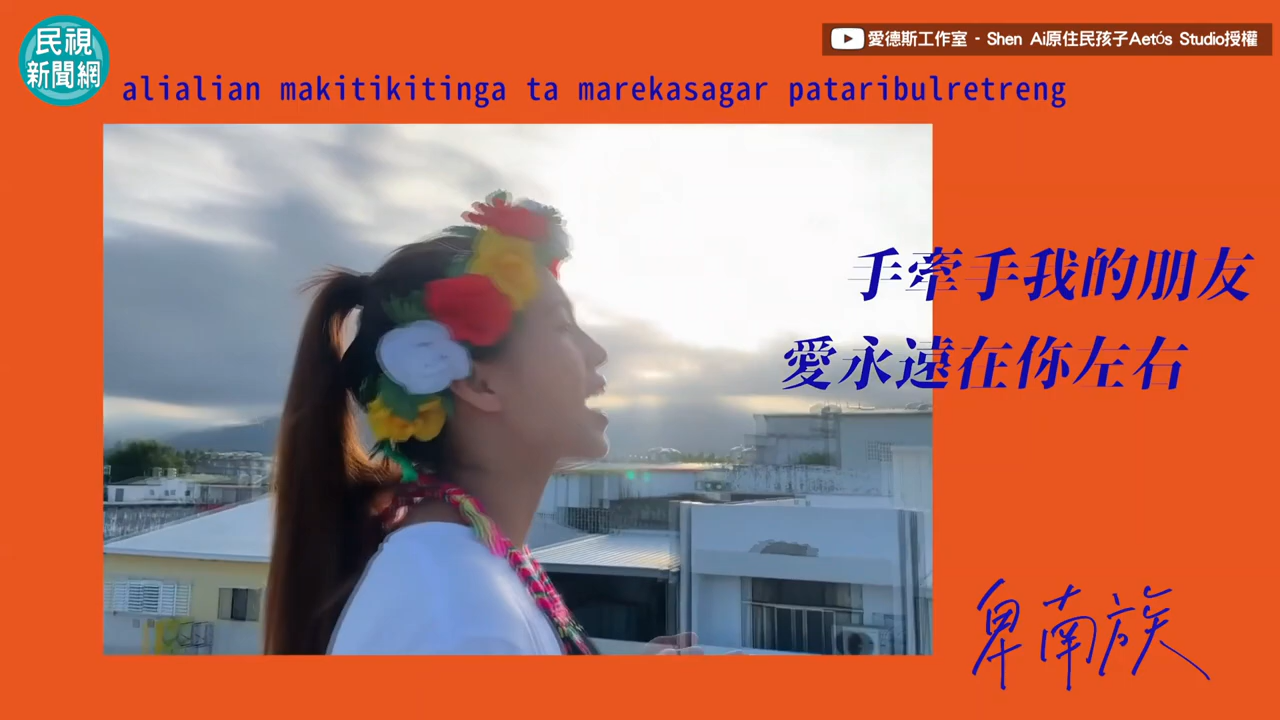 民視
新聞網
愛德斯工作室 - Shen Ai原住民孩子Aetós Studio授權
alialian makitikitinga ta marekasagar pataribulretreng
手牽手我的朋友
愛永遠在你左右
卑南族